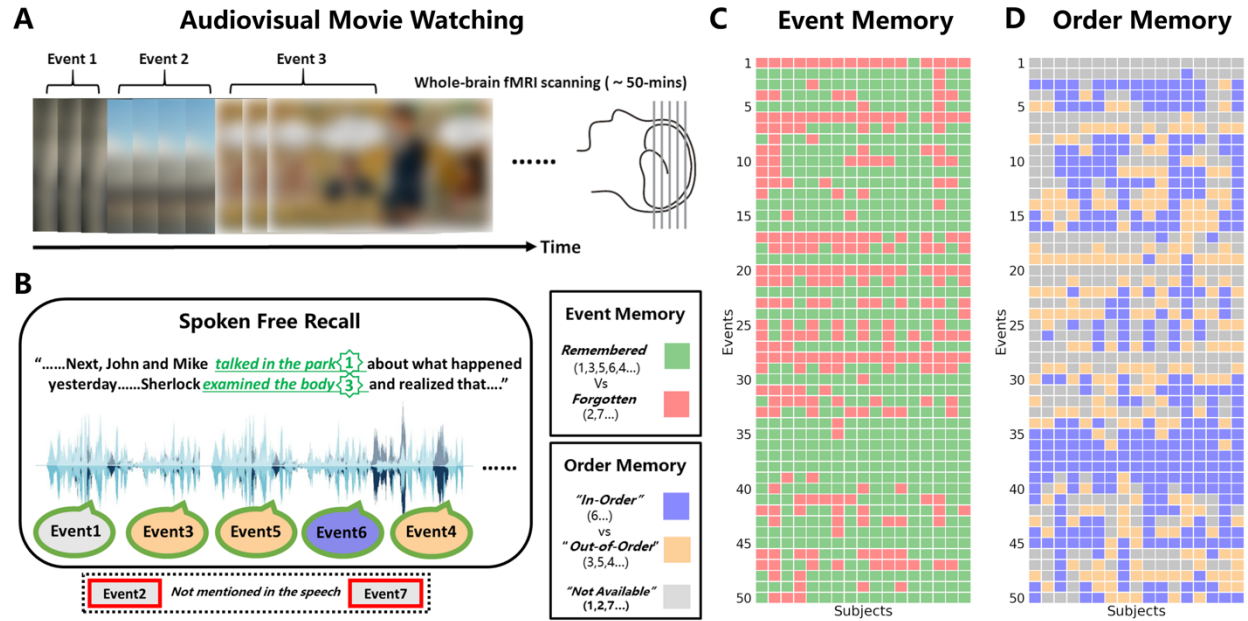 A
Audiovisual Movie Watching
Event 1
Event 2
Event 3
Whole-brain fMRI scanning ( ~ 50-mins)
......
Time
B
Spoken Free Recall
“......Next, John and Mike talked in the park 1 about what happened
yesterday......Sherlock examined the body 3 and realized that....”
......
Event1
Event3
Event5
Event6
Event4
Event2
Not mentioned in the speech
Event7
Event Memory
Remembered
(1,3,5,6,4...)
Vs
Forgotten
(2,7...)
Order Memory
“In-Order”
(6...)
vs
“Out-of-Order”
(3,5,4...)
“Not Available”
(1,2,7...)
C
Event Memory
1
5
10
15
20
25
30
35
40
45
50
Events
Subjects
D
Order Memory
1
5
10
15
20
25
30
35
40
45
50
Events
Subjects